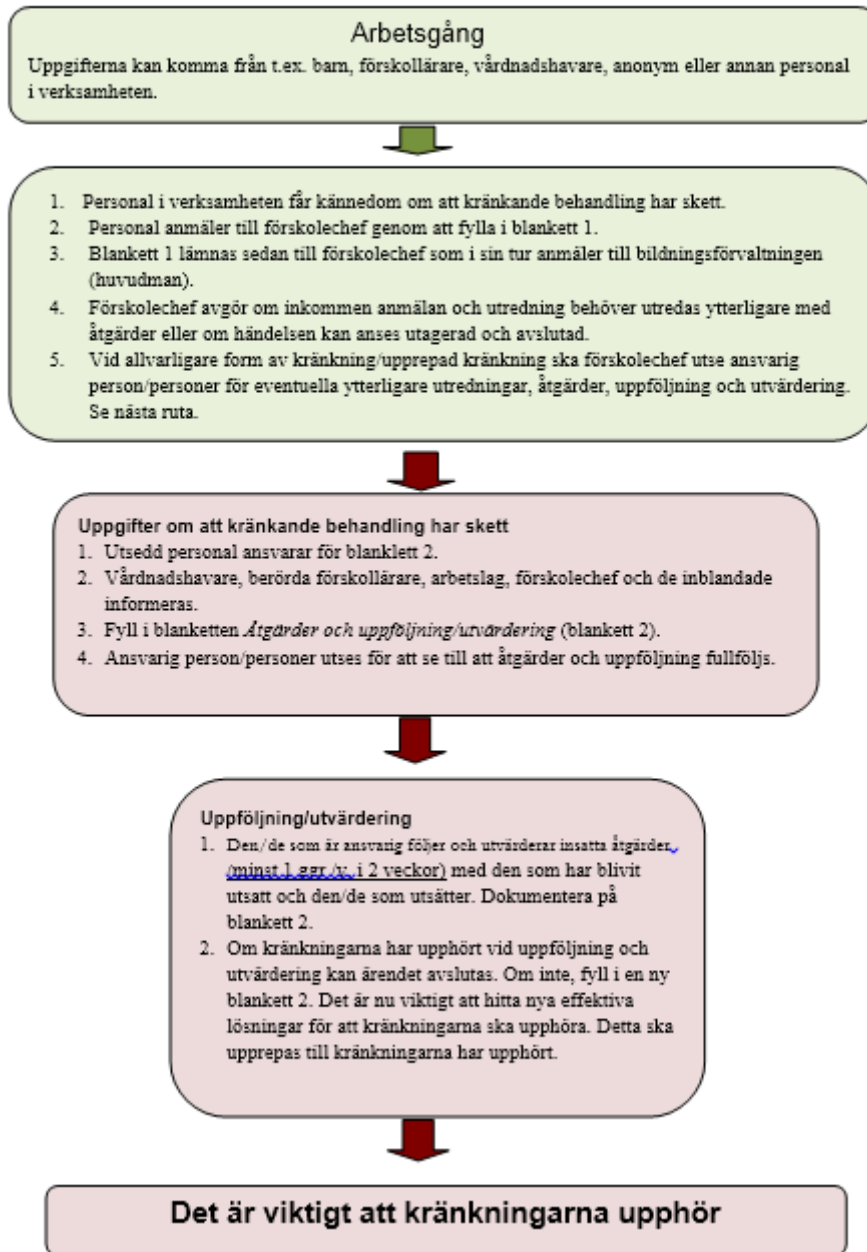 Arbetsgång
Uppgifterna kan komma från t.ex. barn, förskollärare, vårdnadshavare, anonym eller annan personal
i verksamheten.
1. Personal i verksamheten får kännedom om att kränkande behandling har skett.
2. Personal anmäler till förskolechef genom att fylla i blankett 1.
3. Blankett 1 lämnas sedan till förskolechef som i sin tur anmäler till bildningsförvaltningen
(huvudman).
4. Förskolechef avgör om inkommen anmälan och utredning behöver utredas ytterligare med
åtgärder eller om händelsen kan anses utagerad och avslutad.
5. Vid allvarligare form av kränkning/upprepad kränkning ska förskolechef utse ansvarig
person/personer för eventuella ytterligare utredningar, åtgärder, uppföljning och utvärdering.
Se nästa ruta.
Uppgifter om att kränkande behandling har skett
1. Utsedd personal ansvarar för blanklett 2.
2. Vårdnadshavare, berörda förskollärare, arbetslag, förskolechef och de inblandade
informeras.
3. Fyll i blanketten Åtgärder och uppföljning/utvärdering (blankett 2).
4. Ansvarig person/personer utses för att se till att åtgärder och uppföljning fullföljs.
Uppföljning/utvärdering
1. Den/de som är ansvarig följer och utvärderar insatta åtgärder
(minst 1 ggr /v. i 2 veckor) med den som har blivit
utsatt och den/de som utsätter. Dokumentera på
blankett 2.
2. Om kränkningarna har upphört vid uppföljning och
utvärdering kan ärendet avslutas. Om inte, fyll i en ny
blankett 2. Det är nu viktigt att hitta nya effektiva
lösningar för att kränkningarna ska upphöra. Detta ska
upprepas till kränkningarna har upphört.
Det är viktigt att kränkningarna upphör